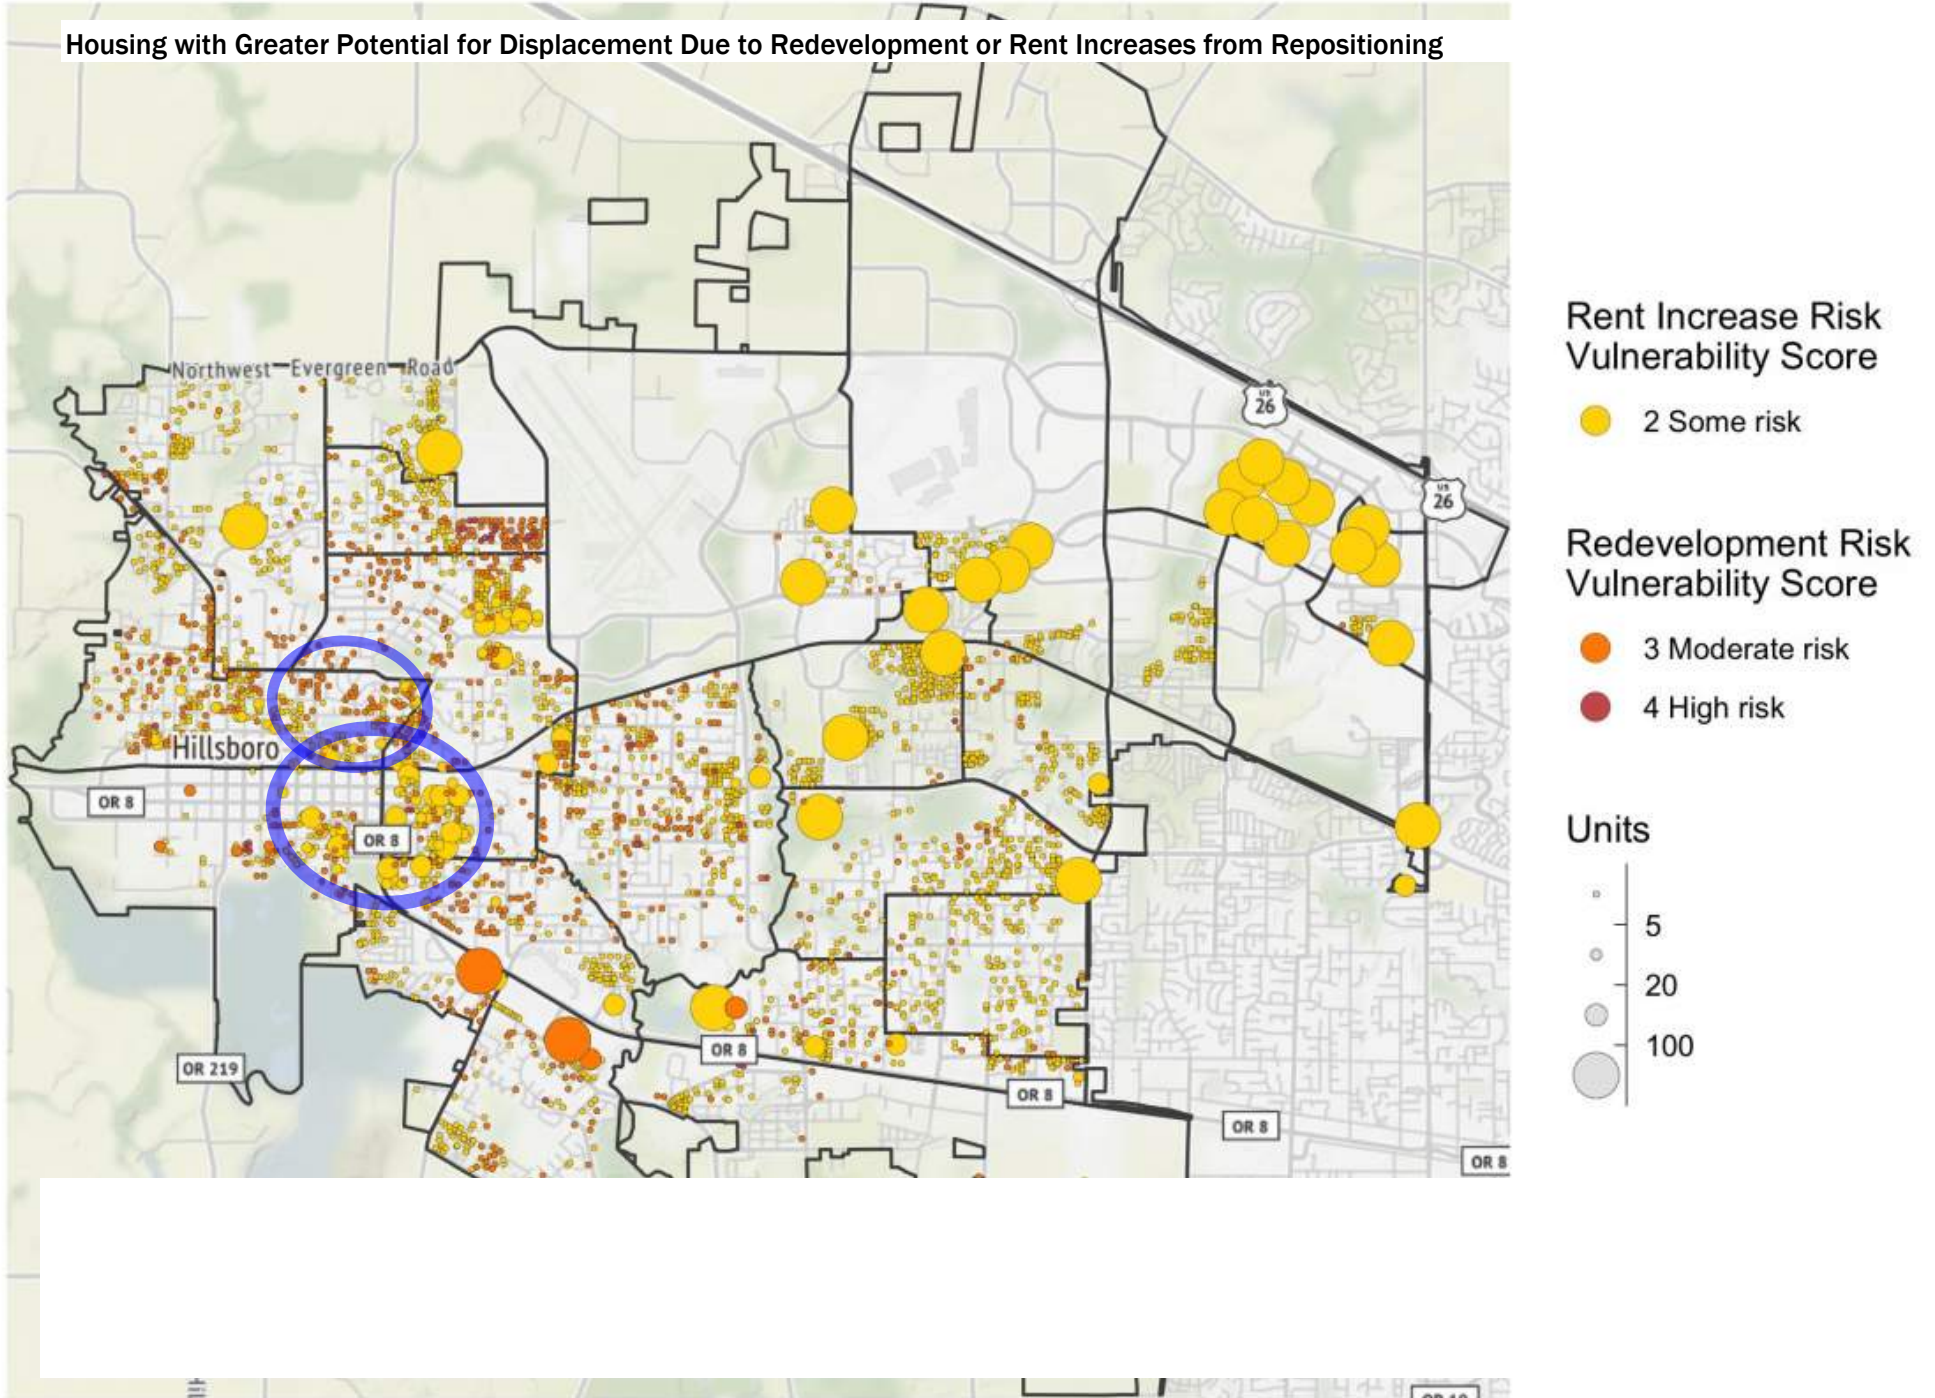 Housing with Greater Potential for Displacement Due to Redevelopment or Rent Increases from Repositioning
Northwest Evergreen Road
US
26
US
26
Hillsboro
OR 8
OR 8
OR 219
OR 8
OR 8
OR 8
OR 8
Rent Increase Risk
Vulnerability Score
2 Some risk
Redevelopment Risk
Vulnerability Score
3 Moderate risk
4 High risk
Units
5
20
100